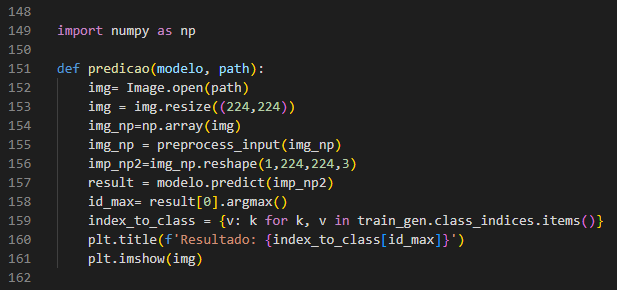 148
149 import numpy as np
150
151 def predicao(modelo, path):
152     img= Image.open(path)
153     img = img.resize((224,224))
154     img_np=np.array(img)
155     img_np = preprocess_input(img_np)
156     imp_np2=img_np.reshape(1,224,224,3)
157     result = modelo.predict(imp_np2)
158     id_max= result[0].argmax()
159     index_to_class = {v: k for k, v in train_gen.class_indices.items()}
160     plt.title(f'Resultado: {index_to_class[id_max]}')
161     plt.imshow(img)
162